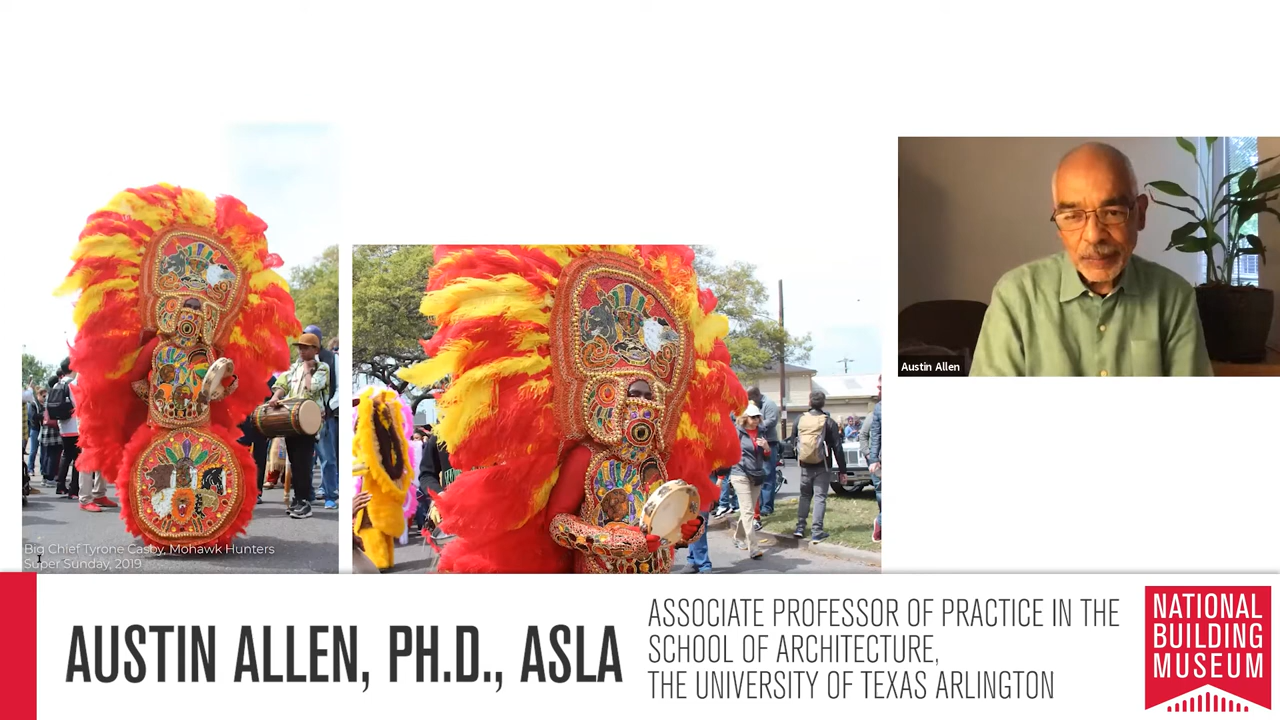 Austin Allen
Big Chief Tyrone Casby, Mohawk Hunters
Super Sunday, 2019
AUSTIN ALLEN, PH.D., ASLA
ASSOCIATE PROFESSOR OF PRACTICE IN THE
SCHOOL OF ARCHITECTURE,
THE UNIVERSITY OF TEXAS ARLINGTON
NATIONAL
BUILDING
MUSEUM